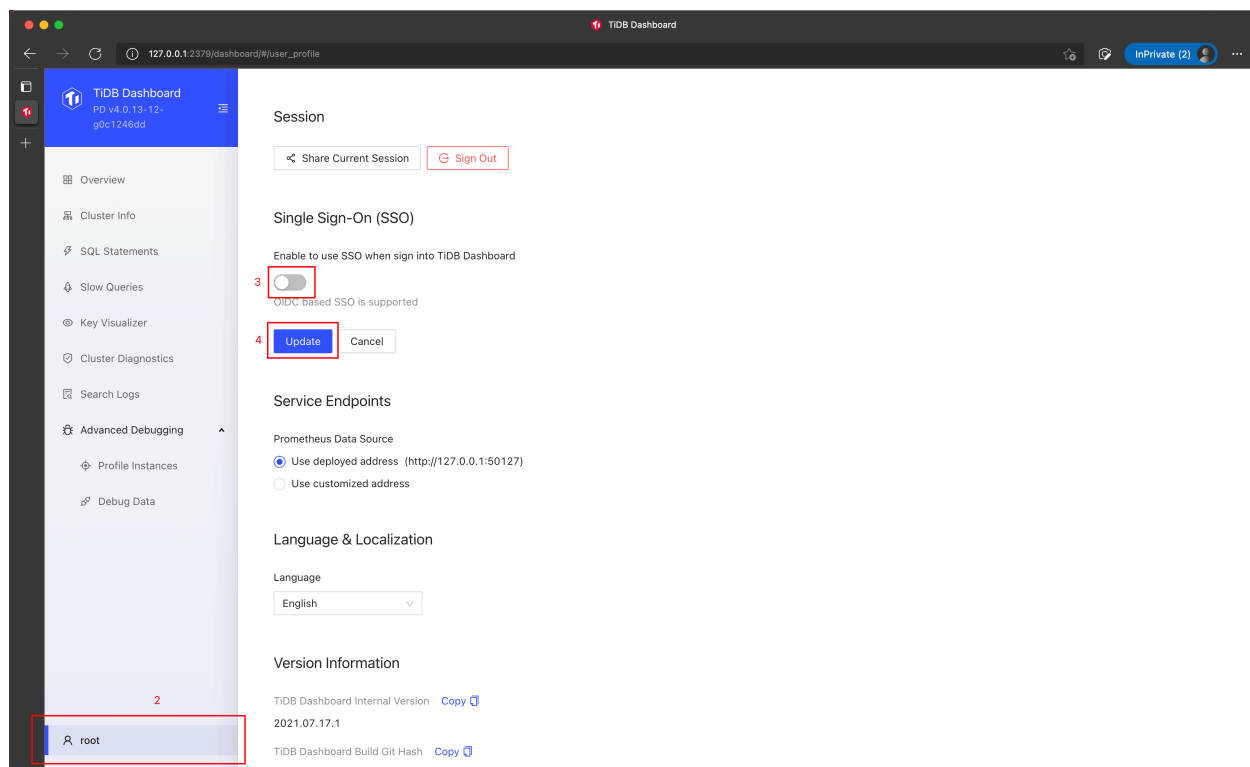 TiDB Dashboard
127.0.0.1:2379/dashboard/#/user_profile
InPrivate (2)
TiDB Dashboard
PD v4.0.13-12-
g0c1246dd
Overview
Cluster Info
SQL Statements
Slow Queries
Key Visualizer
Cluster Diagnostics
Search Logs
Advanced Debugging
Profile Instances
Debug Data
2
root
Session
Share Current Session
Sign Out
Single Sign-On (SSO)
Enable to use SSO when sign into TiDB Dashboard
3
OIDC based SSO is supported
4
Update
Cancel
Service Endpoints
Prometheus Data Source
Use deployed address (http://127.0.0.1:50127)
Use customized address
Language & Localization
Language
English
Version Information
TiDB Dashboard Internal Version Copy
2021.07.17.1
TiDB Dashboard Build Git Hash Copy